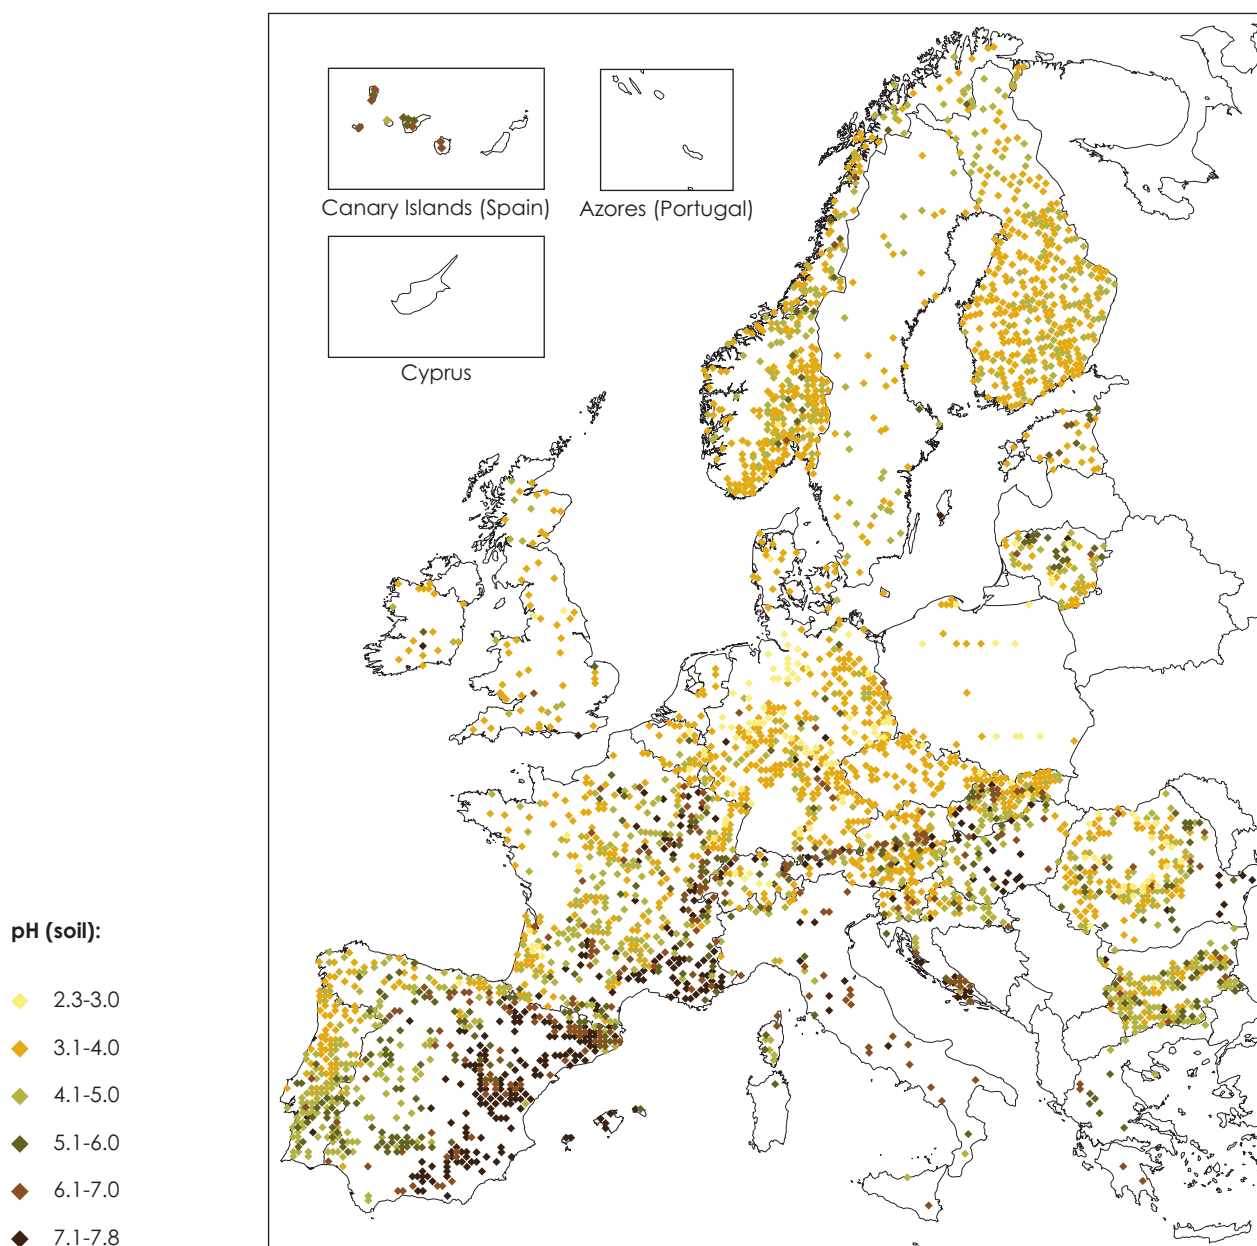 Canary Islands (Spain)
Azores (Portugal)
Cyprus
pH (soil):
2.3-3.0
3.1-4.0
4.1-5.0
5.1-6.0
6.1-7.0
7.1-7.8